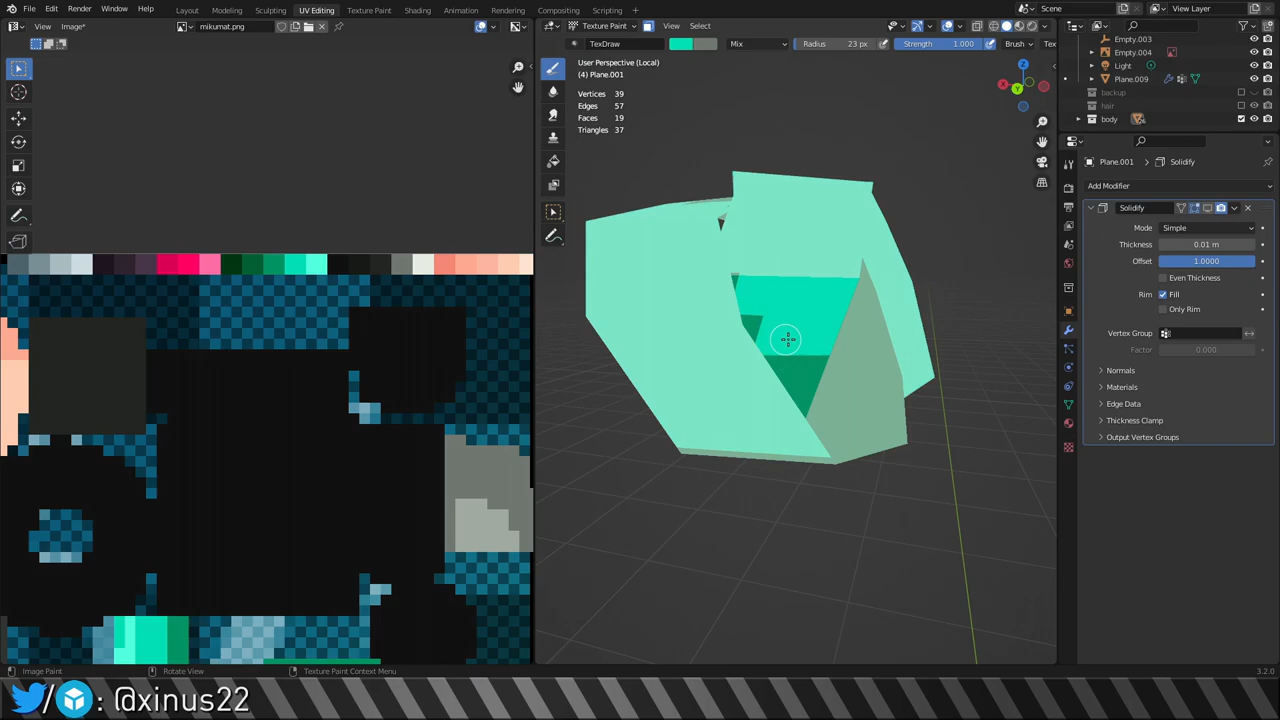 File Edit Render Window Help Layout Modeling Sculpting UV Editing Texture Paint Shading Animation Rendering Compositing Scripting + Scene View Layer
View Image* mikumat.png Texture Paint View Select
TexDraw Mix Radius 23 px Strength 1.000 Brush Tex
User Perspective (Local)
(4) Plane.001
Vertices 39
Edges 57
Faces 19
Triangles 37
Z
X
Y
Empty.003
Empty.004
Light
Plane.009
backup
hair
body
Plane.001 Solidify
Add Modifier
Solidify
Mode Simple
Thickness 0.01 m
Offset 1.0000
Even Thickness
Rim Fill
Only Rim
Vertex Group
Factor 0.000
Normals
Materials
Edge Data
Thickness Clamp
Output Vertex Groups
Image Paint Rotate View Texture Paint Context Menu 3.2.0
/ : @xinus22